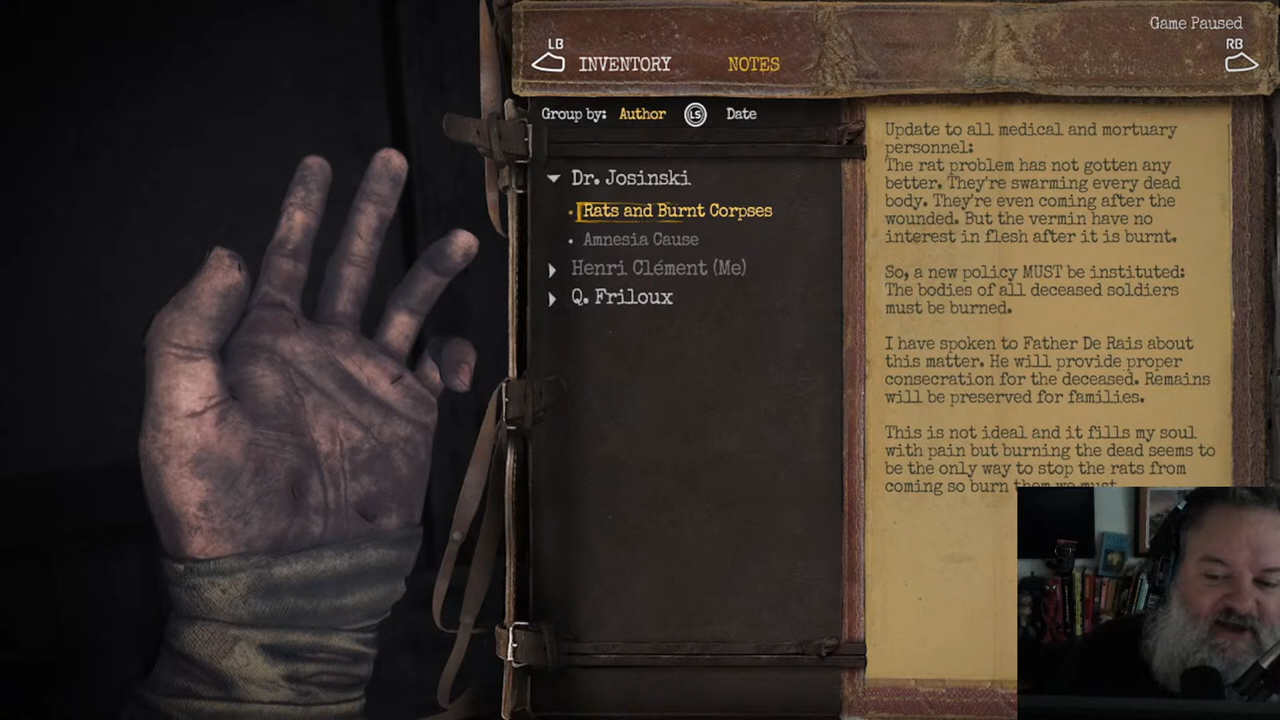 Game Paused
LB
RB
INVENTORY NOTES
Group by: Author LS Date
Dr. Josinski
Rats and Burnt Corpses
Amnesia Cause
Henri Clément (Me)
Q. Friloux
Update to all medical and mortuary
personnel:
The rat problem has not gotten any
better. They're swarming every dead
body. They're even coming after the
wounded. But the vermin have no
interest in flesh after it is burnt.
So, a new policy MUST be instituted:
The bodies of all deceased soldiers
must be burned.
I have spoken to Father De Rais about
this matter. He will provide proper
consecration for the deceased. Remains
will be preserved for families.
This is not ideal and it fills my soul
with pain but burning the dead seems to
be the only way to stop the rats from
coming so burn them we must.